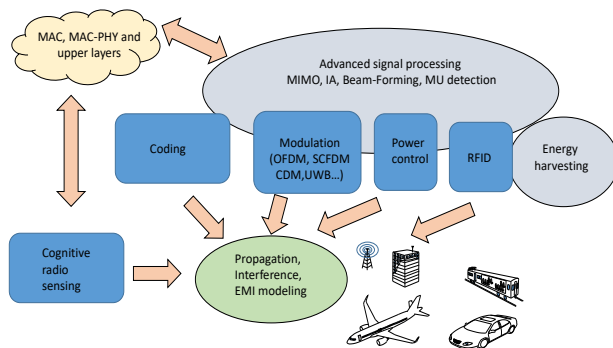 MAC, MAC-PHY and
upper layers
Advanced signal processing
MIMO, IA, Beam-Forming, MU detection
Coding
Modulation
(OFDM, SCFDM
CDM,UWB...)
Power
control
RFID
Energy
harvesting
Cognitive
radio
sensing
Propagation,
Interference,
EMI modeling